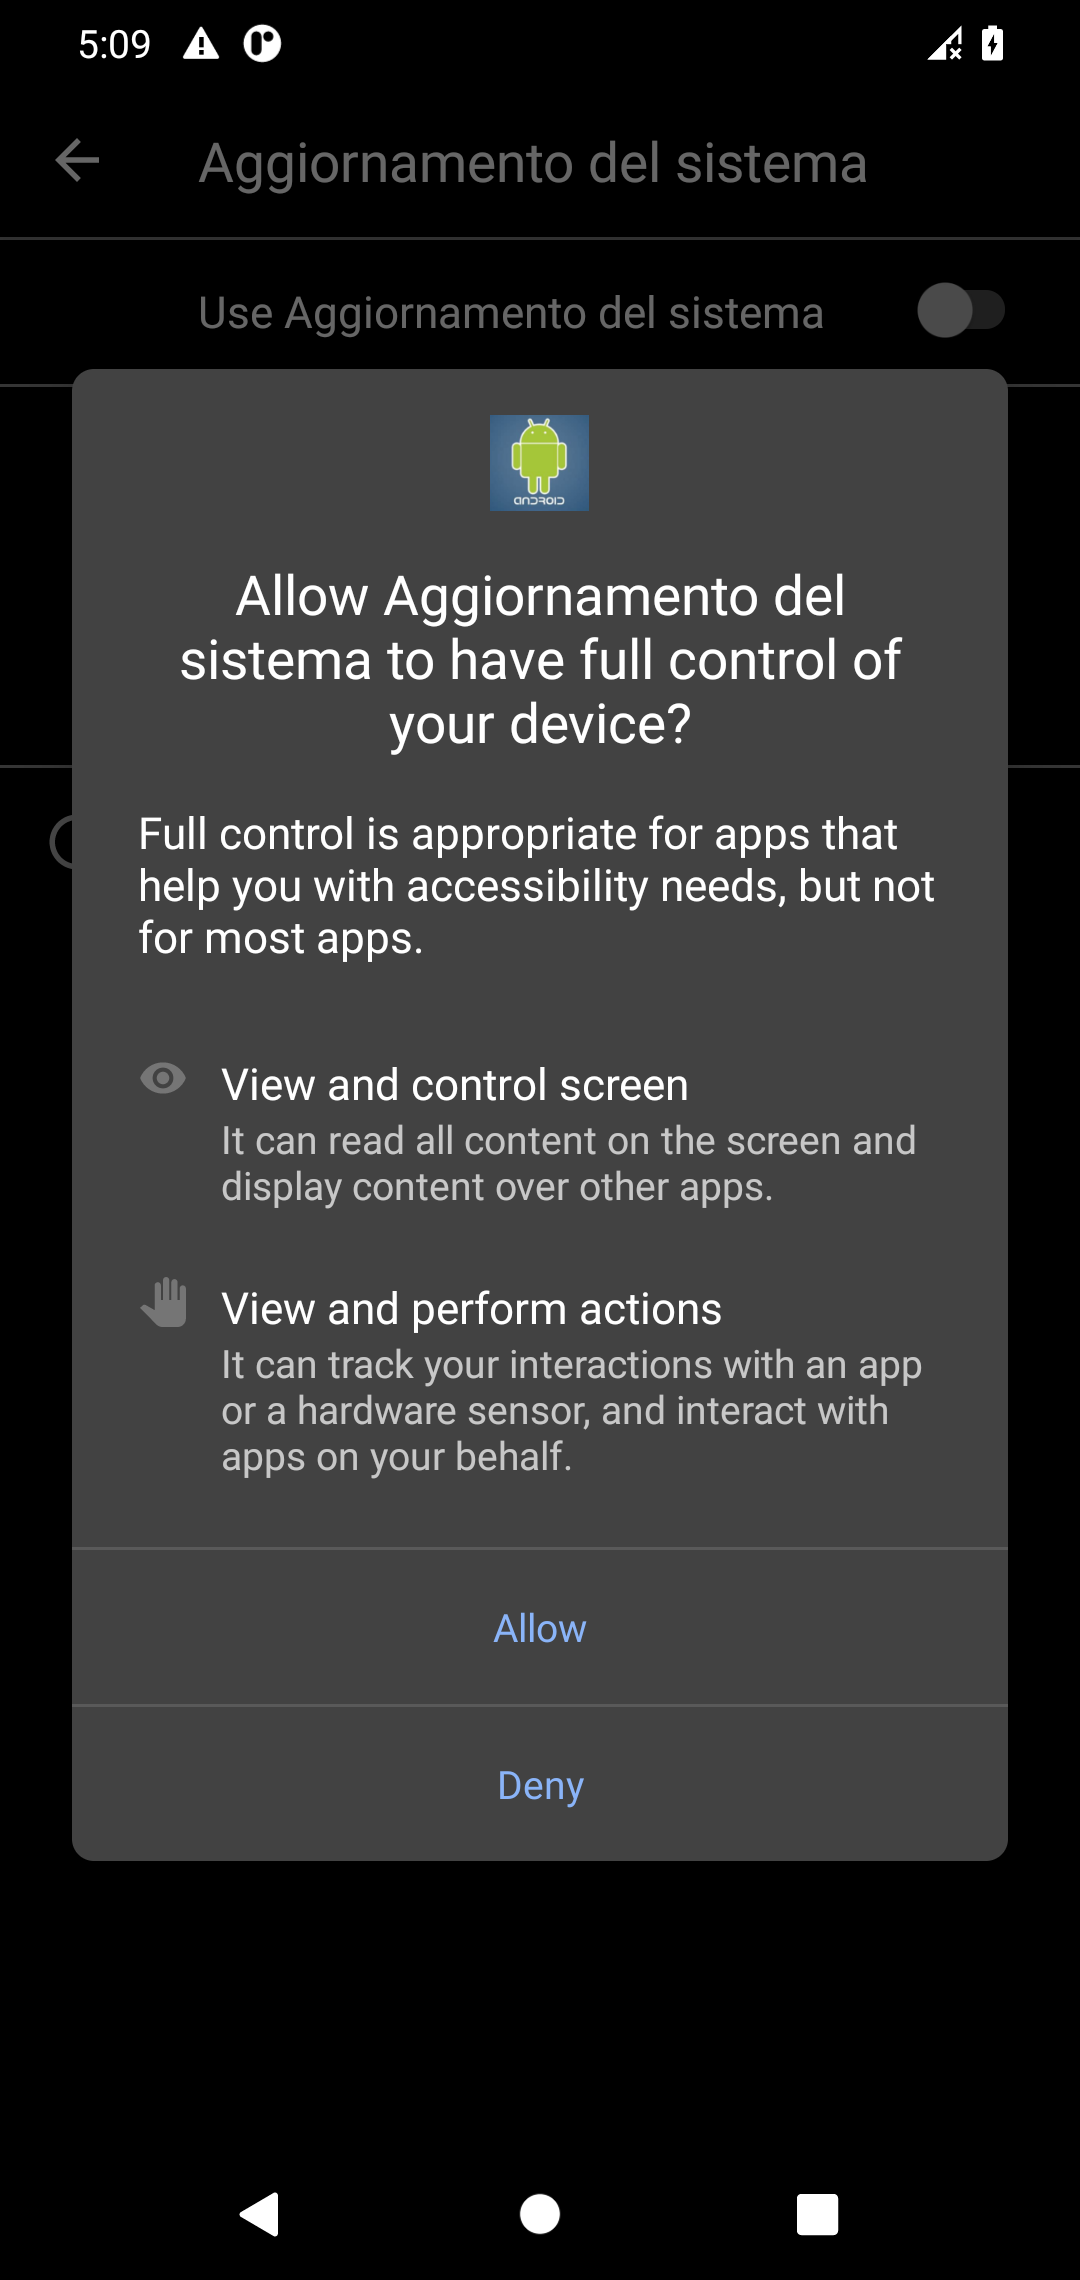 5:09
Aggiornamento del sistema
Use Aggiornamento del sistema
ANDROID
Allow Aggiornamento del
sistema to have full control of
your device?
Full control is appropriate for apps that
help you with accessibility needs, but not
for most apps.
View and control screen
It can read all content on the screen and
display content over other apps.
View and perform actions
It can track your interactions with an app
or a hardware sensor, and interact with
apps on your behalf.
Allow
Deny